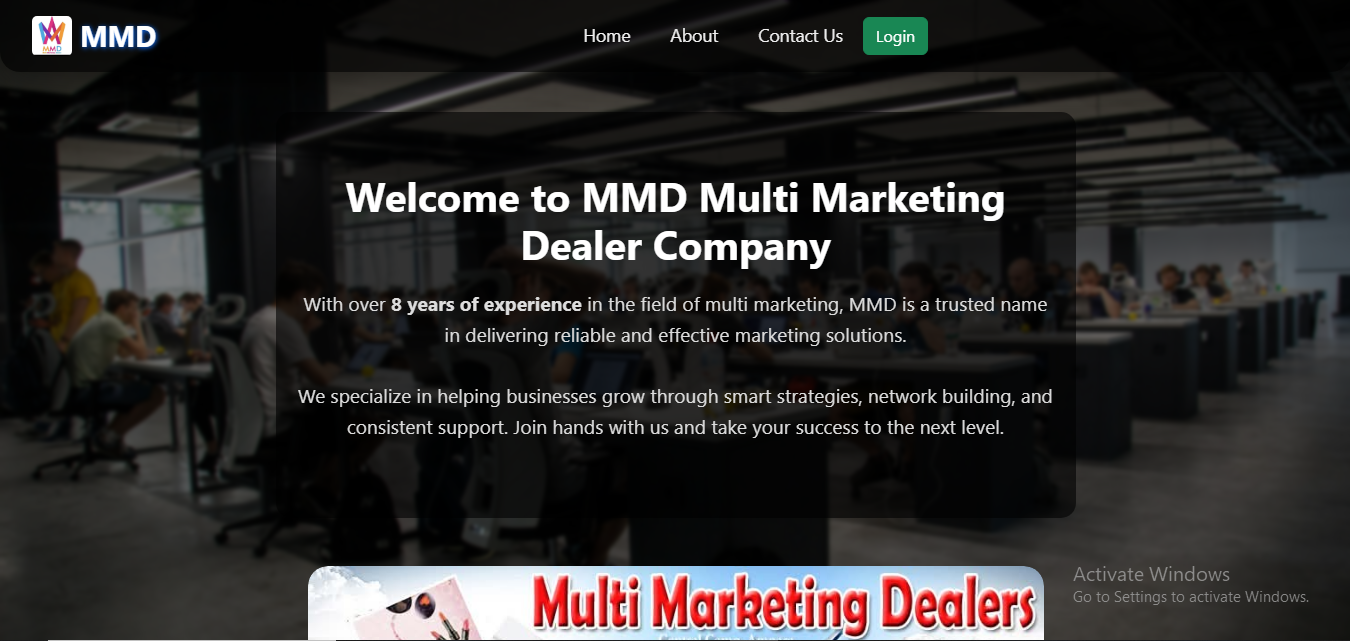 MMD
MMD
Home
About
Contact Us
Login
Welcome to MMD Multi Marketing
Dealer Company
With over 8 years of experience in the field of multi marketing, MMD is a trusted name
in delivering reliable and effective marketing solutions.
We specialize in helping businesses grow through smart strategies, network building, and
consistent support. Join hands with us and take your success to the next level.
Multi Marketing Dealers
Activate Windows
Go to Settings to activate Windows.